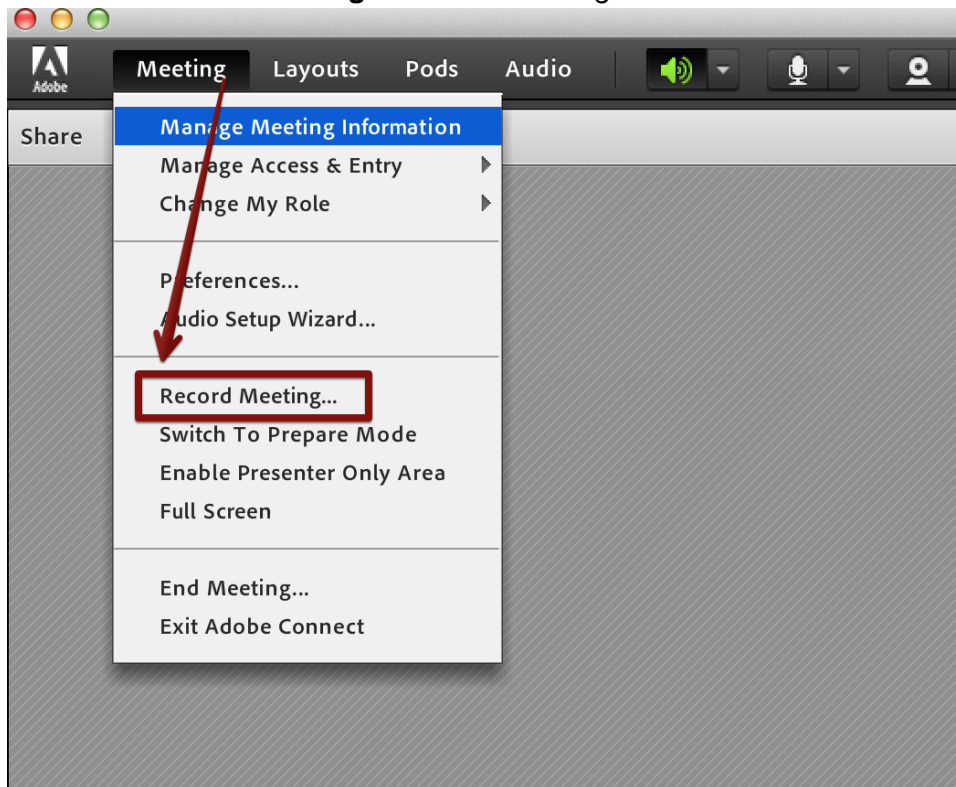 Meeting Layouts Pods Audio
Adobe
Share
Manage Meeting Information
Manage Access & Entry
Change My Role
Preferences...
Audio Setup Wizard...
Record Meeting...
Switch To Prepare Mode
Enable Presenter Only Area
Full Screen
End Meeting...
Exit Adobe Connect